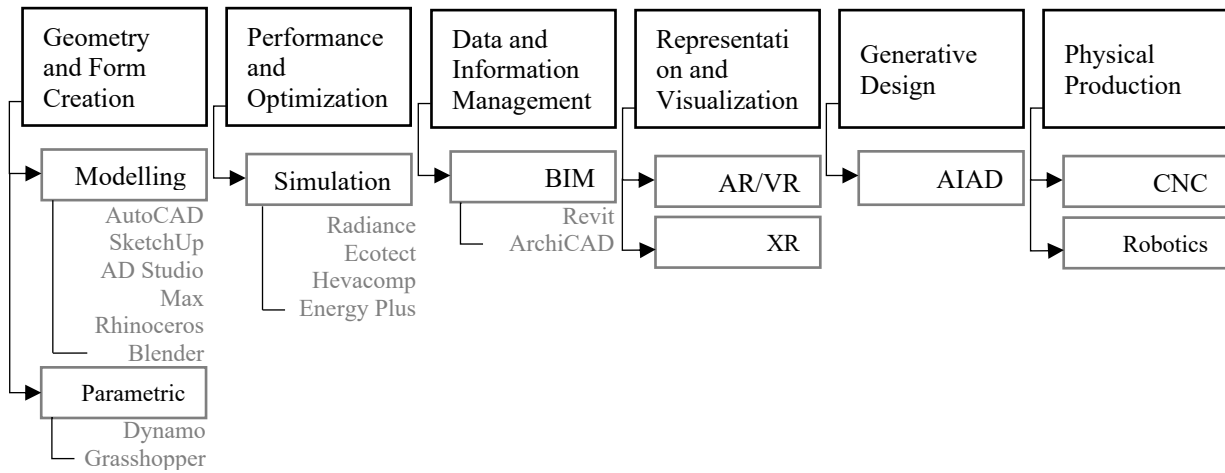 Geometry
and Form
Creation
Modelling
AutoCAD
SketchUp
AD Studio
Max
Rhinoceros
Blender
Parametric
Dynamo
Grasshopper
Performance
and
Optimization
Simulation
Radiance
Ecotect
Hevacomp
Energy Plus
Data and
Information
Management
BIM
Revit
ArchiCAD
Representati
on and
Visualization
AR/VR
XR
Generative
Design
AIAD
Physical
Production
CNC
Robotics